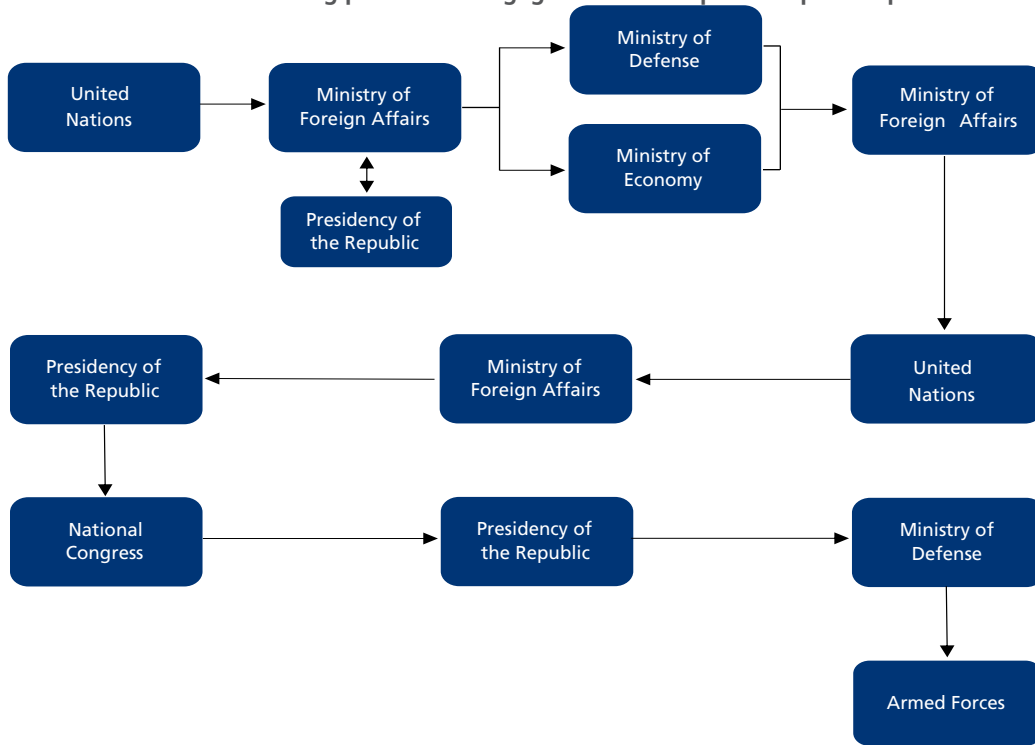 United
Nations
Ministry of
Foreign Affairs
Presidency of
the Republic
Ministry of
Defense
Ministry of
Economy
Ministry of
Foreign Affairs
Presidency of
the Republic
Ministry of
Foreign Affairs
United
Nations
National
Congress
Presidency of
the Republic
Ministry of
Defense
Armed Forces